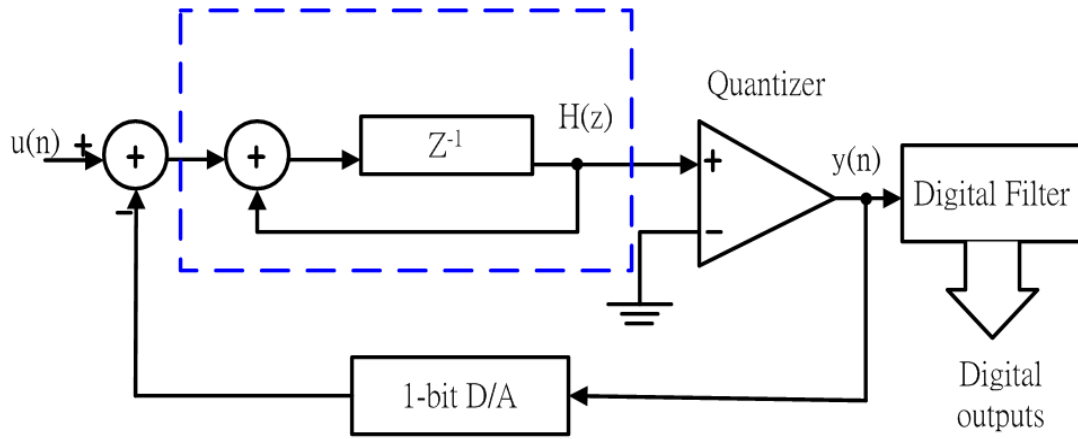 Quantizer
H(z)
u(n)
+
+
+
Z⁻¹
+
y(n)
Digital Filter
−
−
1-bit D/A
Digital
outputs